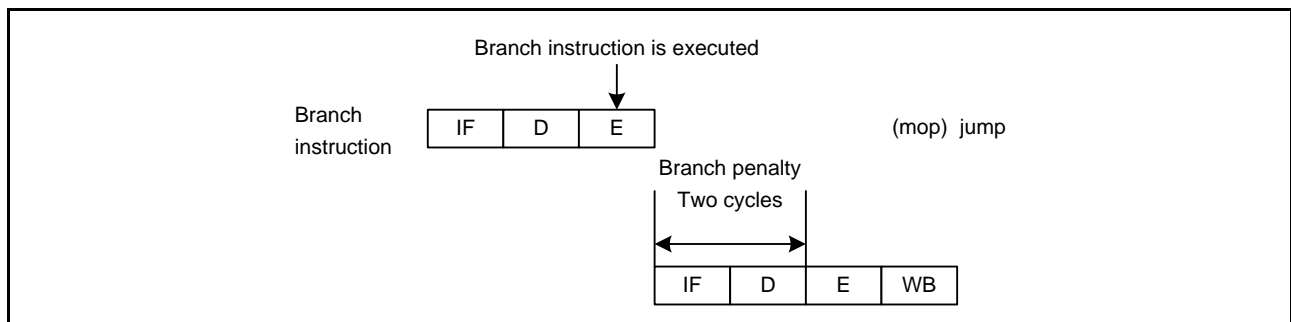 Branch instruction is executed
Branch
instruction
IF D E
(mop) jump
Branch penalty
Two cycles
IF D E WB